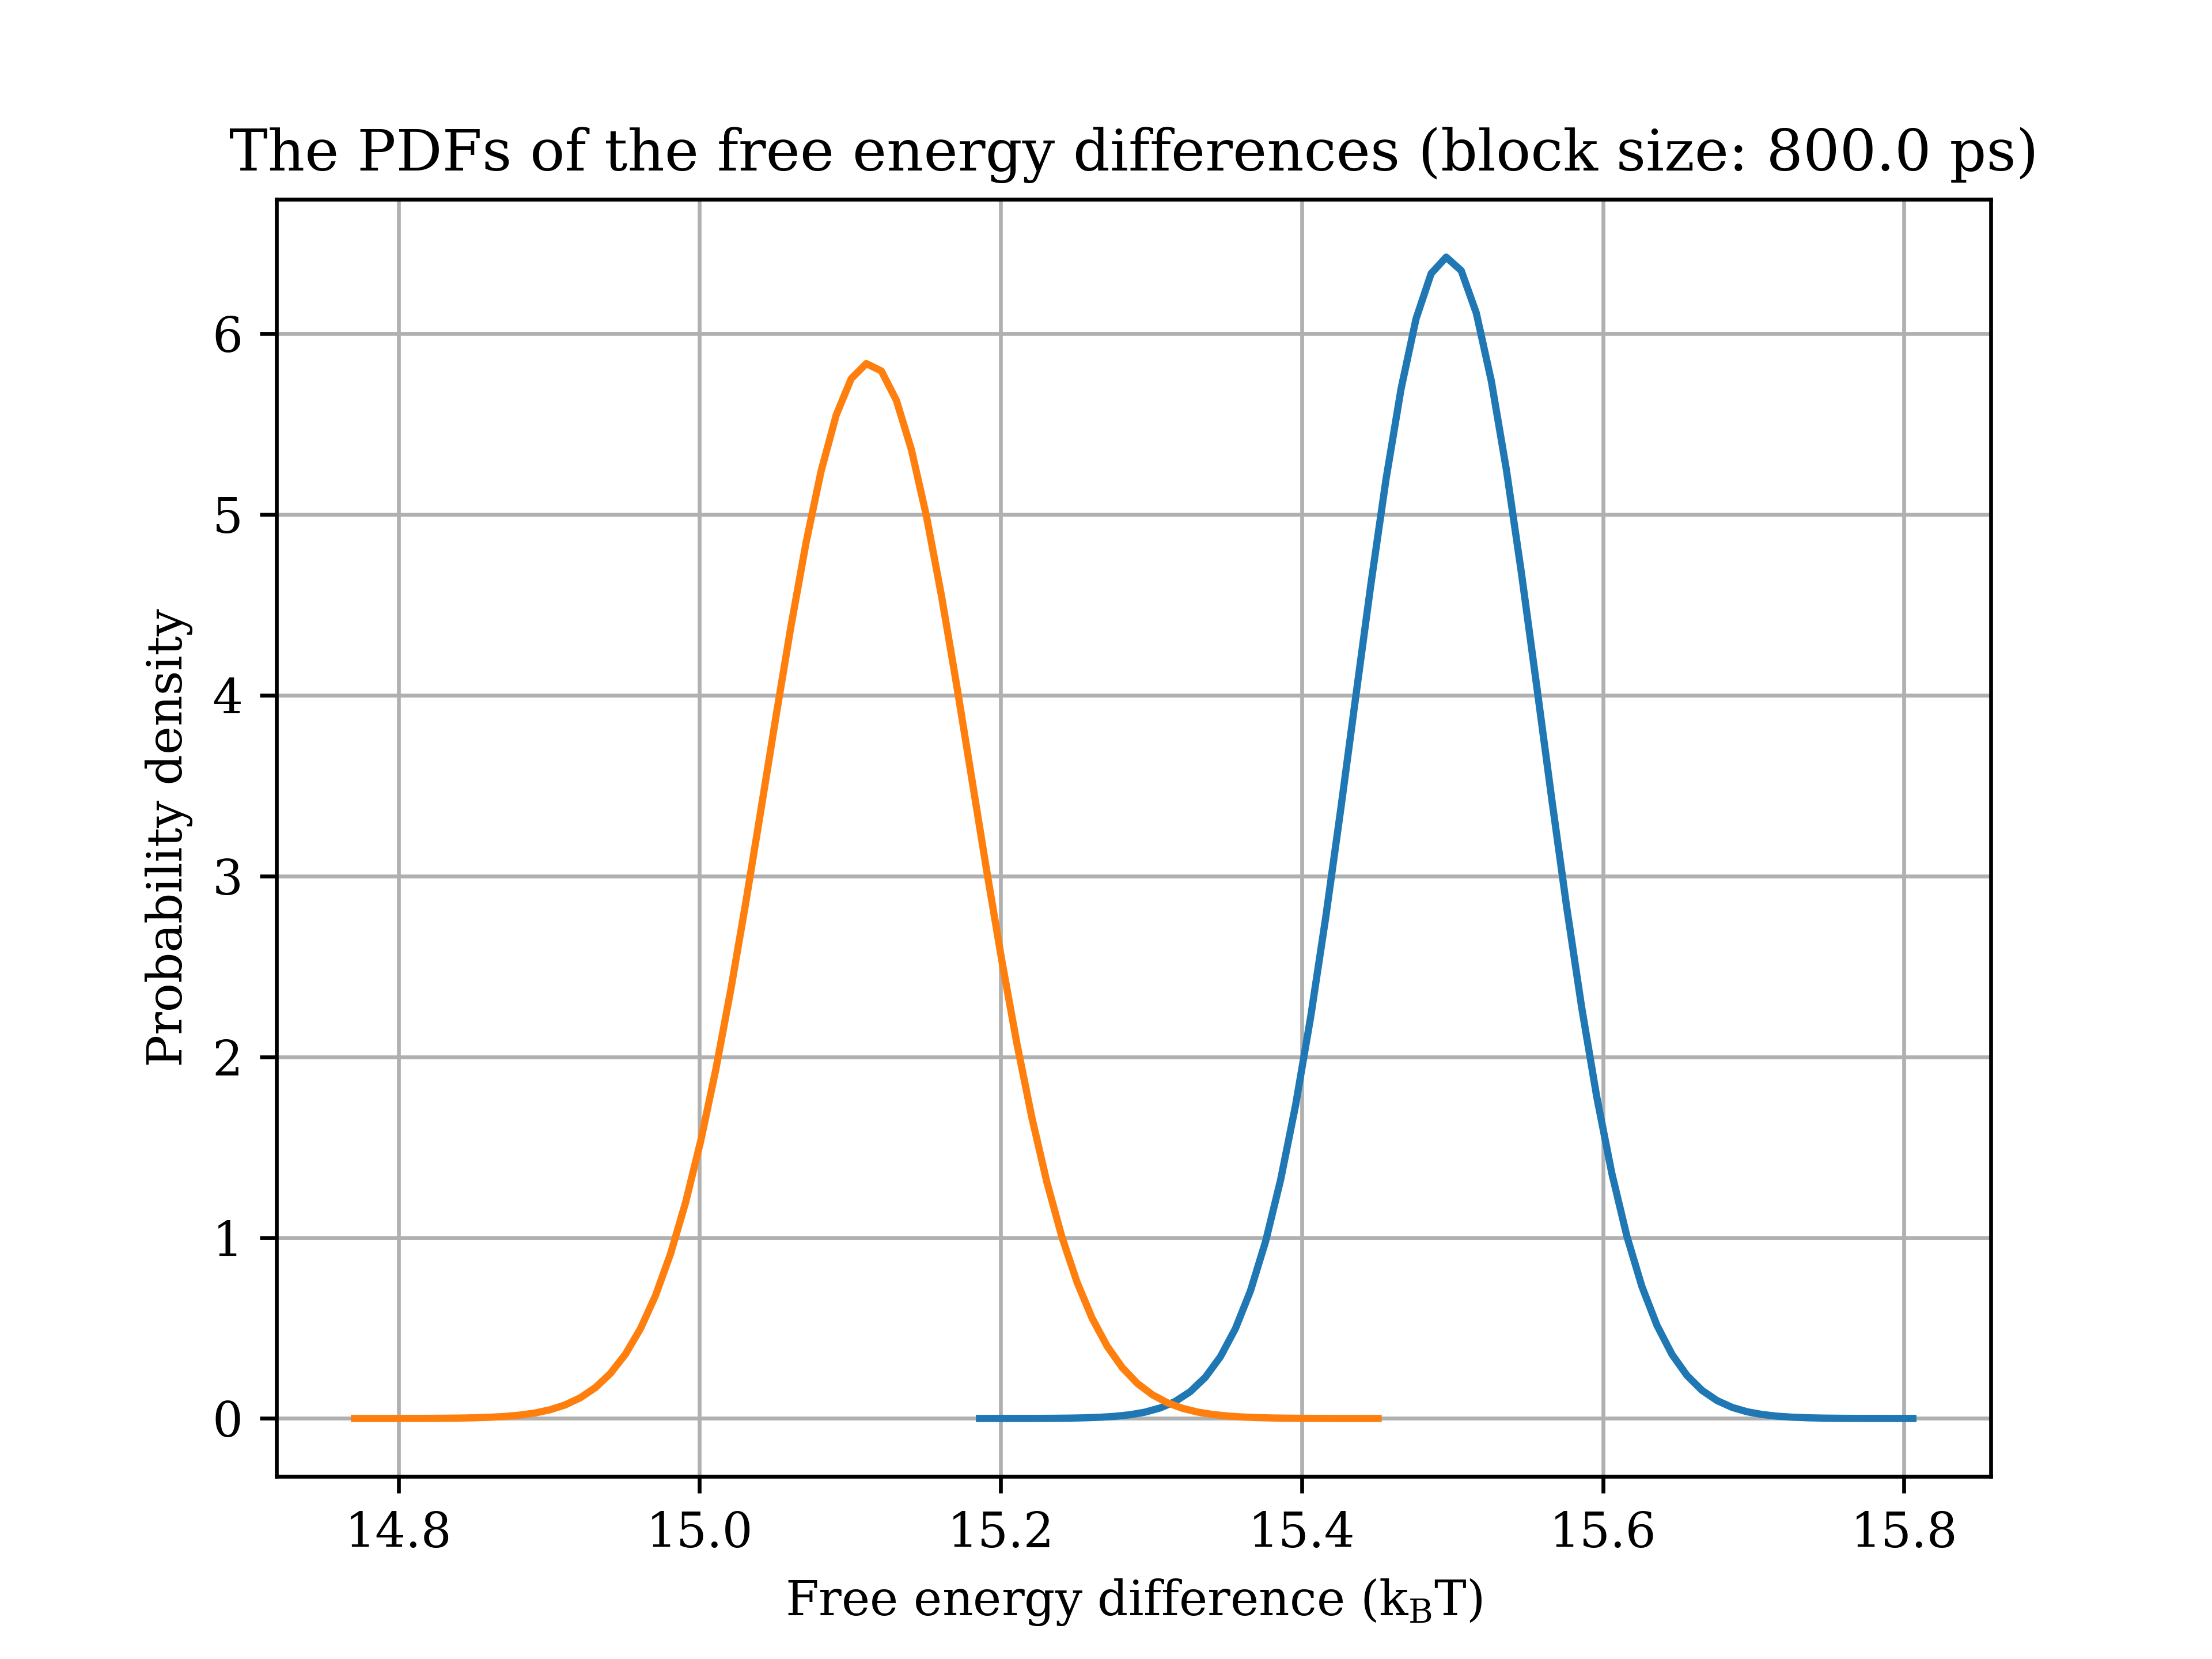 The PDFs of the free energy differences (block size: 800.0 ps)
6
5
4
3
2
1
0
Probability density
14.8 15.0 15.2 15.4 15.6 15.8
Free energy difference (k_BT)